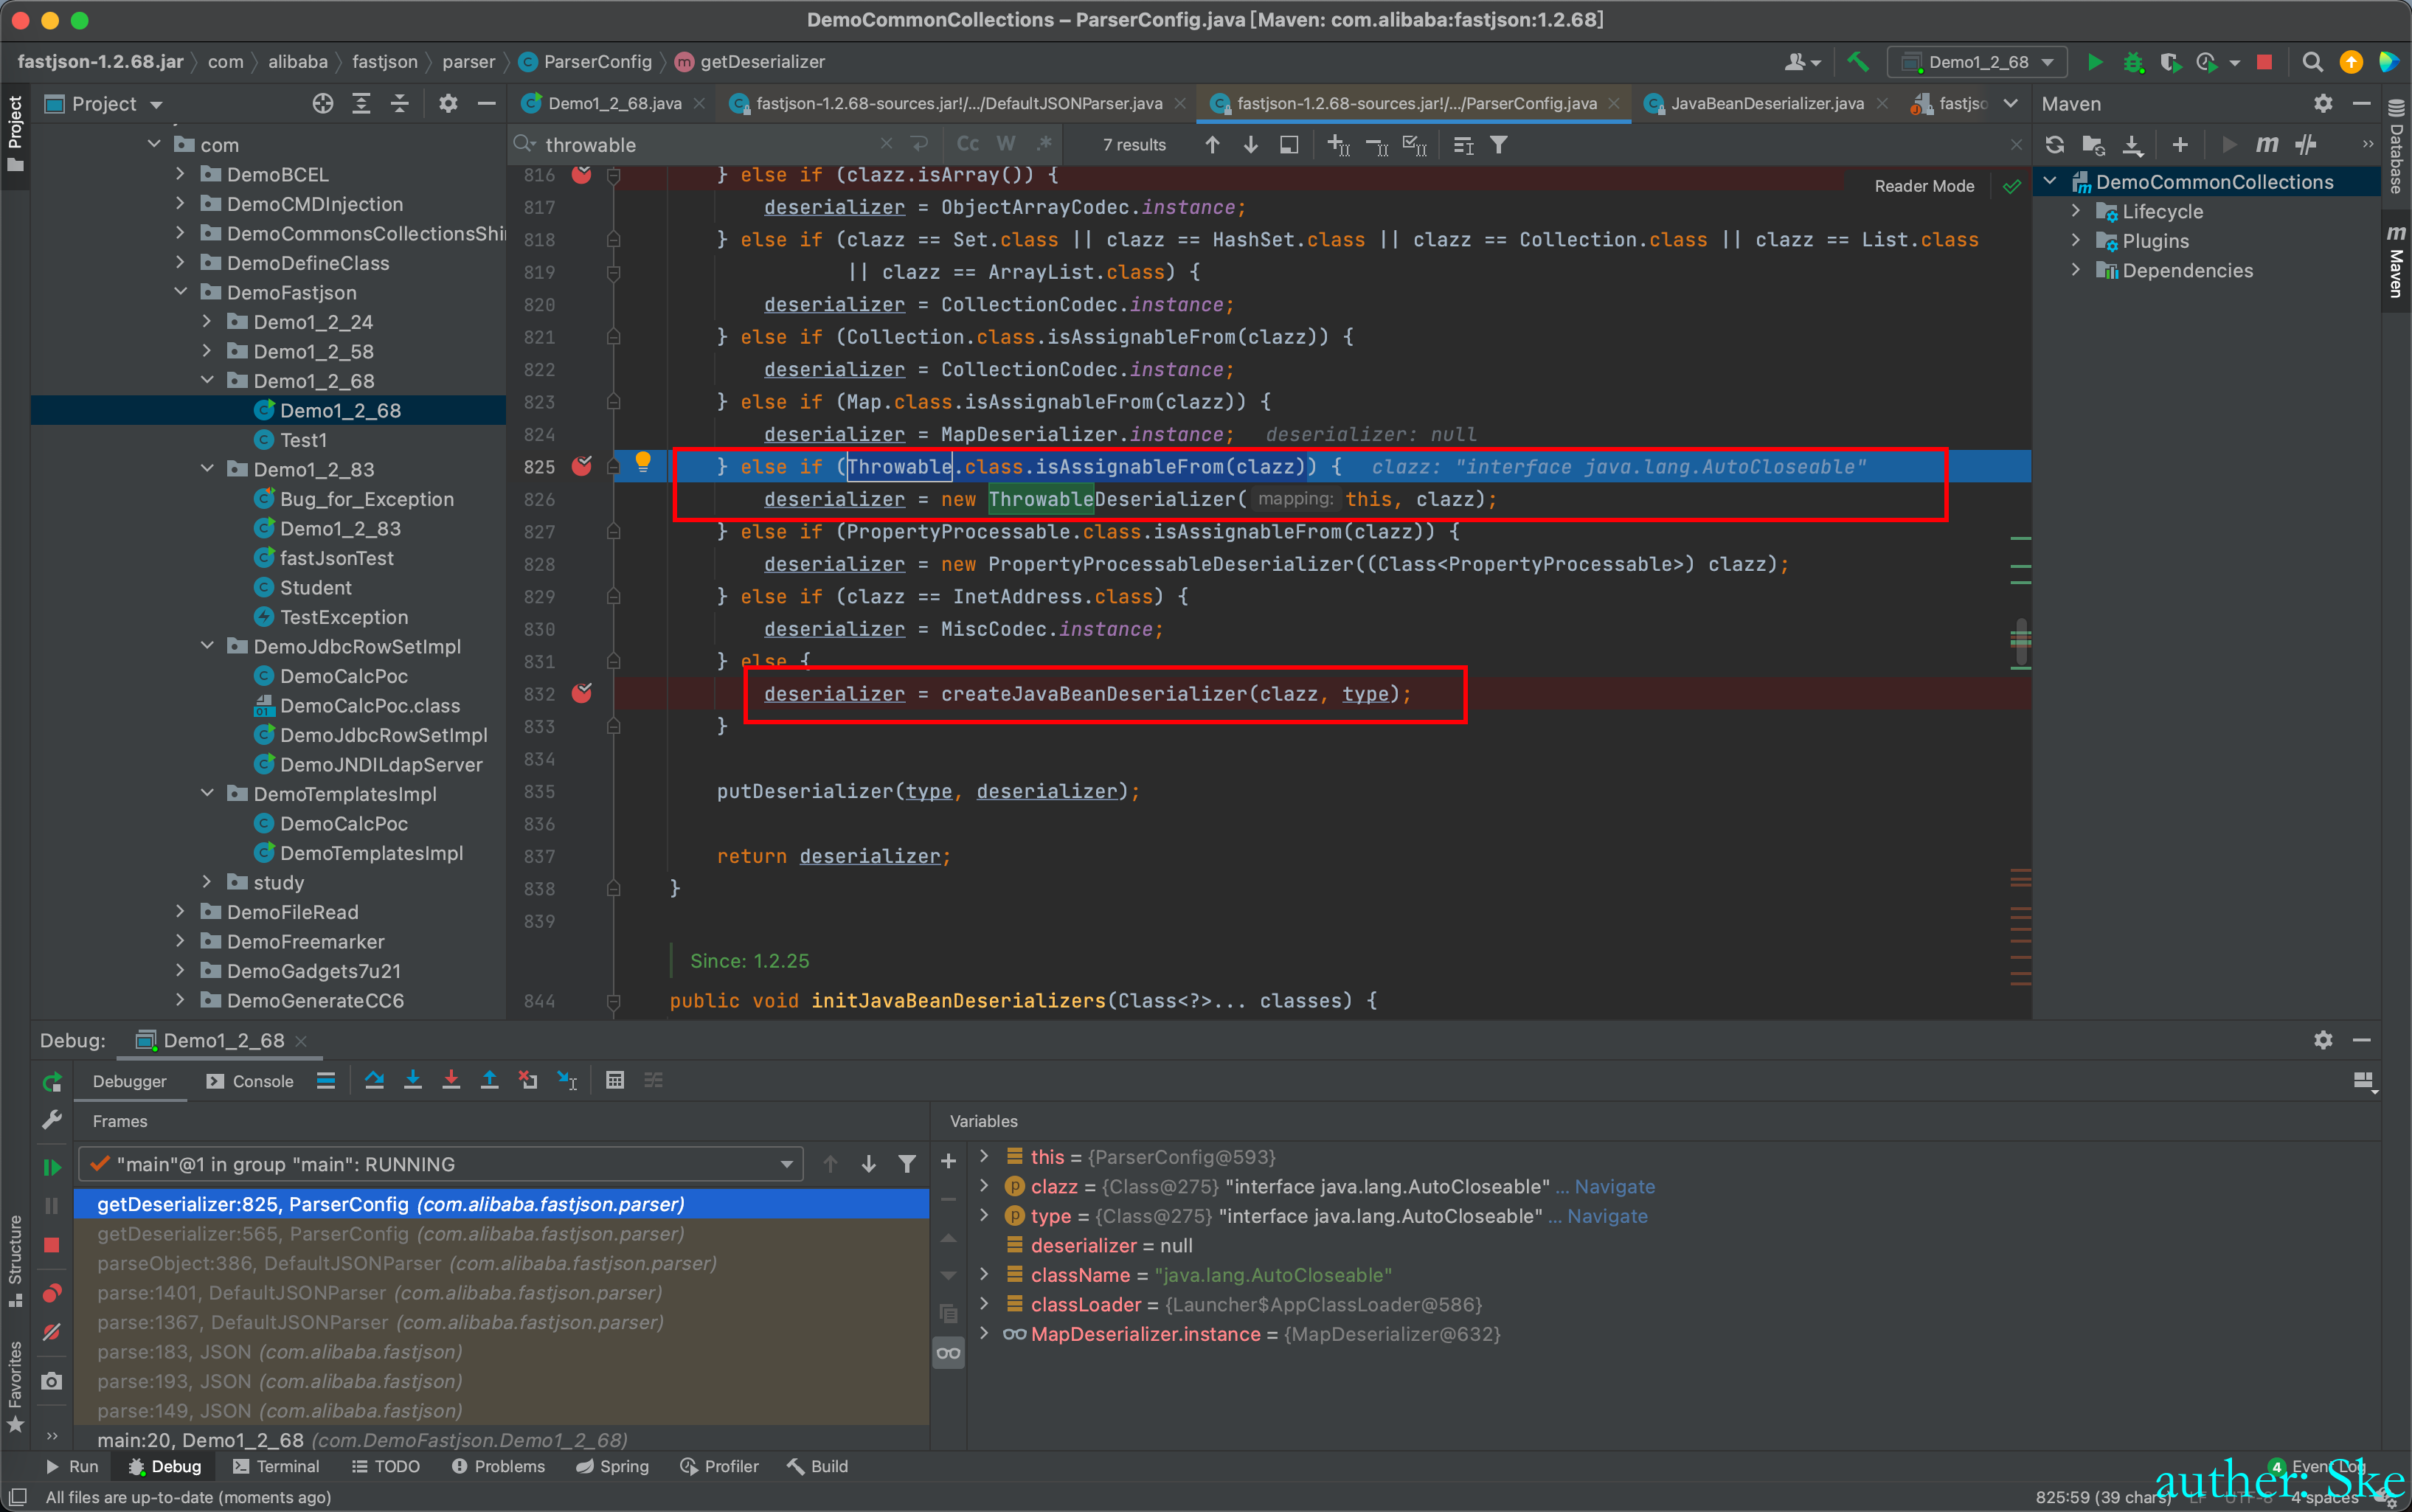 DemoCommonCollections – ParserConfig.java [Maven: com.alibaba:fastjson:1.2.68]
fastjson-1.2.68.jar com alibaba fastjson parser ParserConfig getDeserializer
Demo1_2_68
Project
Demo1_2_68.java
fastjson-1.2.68-sources.jar!/.../DefaultJSONParser.java
fastjson-1.2.68-sources.jar!/.../ParserConfig.java
JavaBeanDeserializer.java
fastjso
Maven
throwable
Cc W .*
7 results
Project
com
DemoBCEL
DemoCMDInjection
DemoCommonsCollectionsShi
DemoDefineClass
DemoFastjson
Demo1_2_24
Demo1_2_58
Demo1_2_68
Demo1_2_68
Test1
Demo1_2_83
Bug_for_Exception
Demo1_2_83
fastJsonTest
Student
TestException
DemoJdbcRowSetImpl
DemoCalcPoc
DemoCalcPoc.class
DemoJdbcRowSetImpl
DemoJNDILdapServer
DemoTemplatesImpl
DemoCalcPoc
DemoTemplatesImpl
study
DemoFileRead
DemoFreemarker
DemoGadgets7u21
DemoGenerateCC6
Reader Mode
816 } else if (clazz.isArray()) {
817 deserializer = ObjectArrayCodec.instance;
818 } else if (clazz == Set.class || clazz == HashSet.class || clazz == Collection.class || clazz == List.class
819 || clazz == ArrayList.class) {
820 deserializer = CollectionCodec.instance;
821 } else if (Collection.class.isAssignableFrom(clazz)) {
822 deserializer = CollectionCodec.instance;
823 } else if (Map.class.isAssignableFrom(clazz)) {
824 deserializer = MapDeserializer.instance; deserializer: null
825 } else if (Throwable.class.isAssignableFrom(clazz)) { clazz: "interface java.lang.AutoCloseable"
826 deserializer = new ThrowableDeserializer( mapping: this, clazz);
827 } else if (PropertyProcessable.class.isAssignableFrom(clazz)) {
828 deserializer = new PropertyProcessableDeserializer((Class<PropertyProcessable>) clazz);
829 } else if (clazz == InetAddress.class) {
830 deserializer = MiscCodec.instance;
831 } else {
832 deserializer = createJavaBeanDeserializer(clazz, type);
833 }
834
835 putDeserializer(type, deserializer);
836
837 return deserializer;
838 }
839
Since: 1.2.25
844 public void initJavaBeanDeserializers(Class<?>... classes) {
DemoCommonCollections
Lifecycle
Plugins
Dependencies
Database
Maven
Debug: Demo1_2_68
Debugger Console
Frames
"main"@1 in group "main": RUNNING
getDeserializer:825, ParserConfig (com.alibaba.fastjson.parser)
getDeserializer:565, ParserConfig (com.alibaba.fastjson.parser)
parseObject:386, DefaultJSONParser (com.alibaba.fastjson.parser)
parse:1401, DefaultJSONParser (com.alibaba.fastjson.parser)
parse:1367, DefaultJSONParser (com.alibaba.fastjson.parser)
parse:183, JSON (com.alibaba.fastjson)
parse:193, JSON (com.alibaba.fastjson)
parse:149, JSON (com.alibaba.fastjson)
main:20, Demo1_2_68 (com.DemoFastjson.Demo1_2_68)
Variables
this = {ParserConfig@593}
clazz = {Class@275} "interface java.lang.AutoCloseable" ... Navigate
type = {Class@275} "interface java.lang.AutoCloseable" ... Navigate
deserializer = null
className = "java.lang.AutoCloseable"
classLoader = {Launcher$AppClassLoader@586}
MapDeserializer.instance = {MapDeserializer@632}
Structure
Favorites
Run Debug Terminal TODO Problems Spring Profiler Build
4 Event Log
All files are up-to-date (moments ago)
825:59 (39 chars) LF UTF-8 4 spaces
auther: Ske